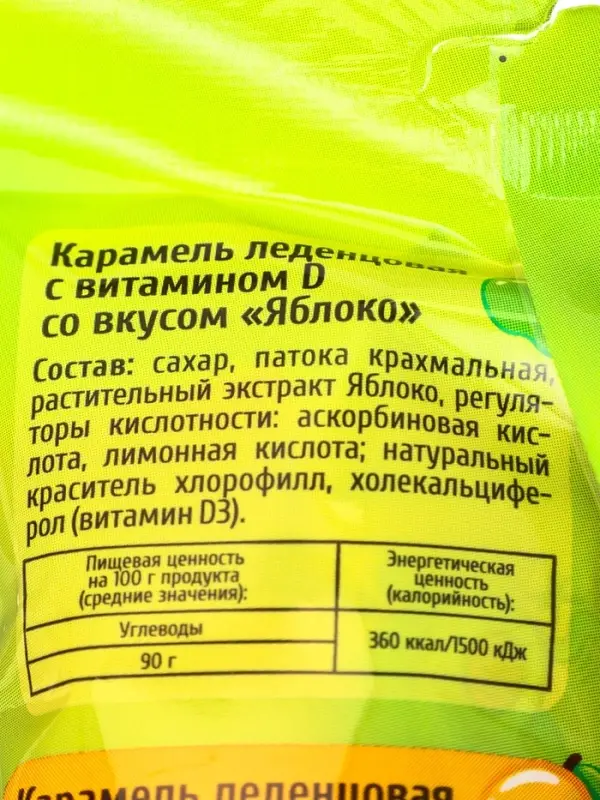 Карамель леденцовая
с витамином D
со вкусом «Яблоко»
Состав: сахар, патока крахмальная,
растительный экстракт Яблоко, регуля-
торы кислотности: аскорбиновая кис-
лота, лимонная кислота; натуральный
краситель хлорофилл, холекальцифе-
рол (витамин D3).
Пищевая ценность
на 100 г продукта
(средние значения):
Энергетическая
ценность
(калорийность):
Углеводы
90 г
360 ккал/1500 кДж
Карамель леденцовая